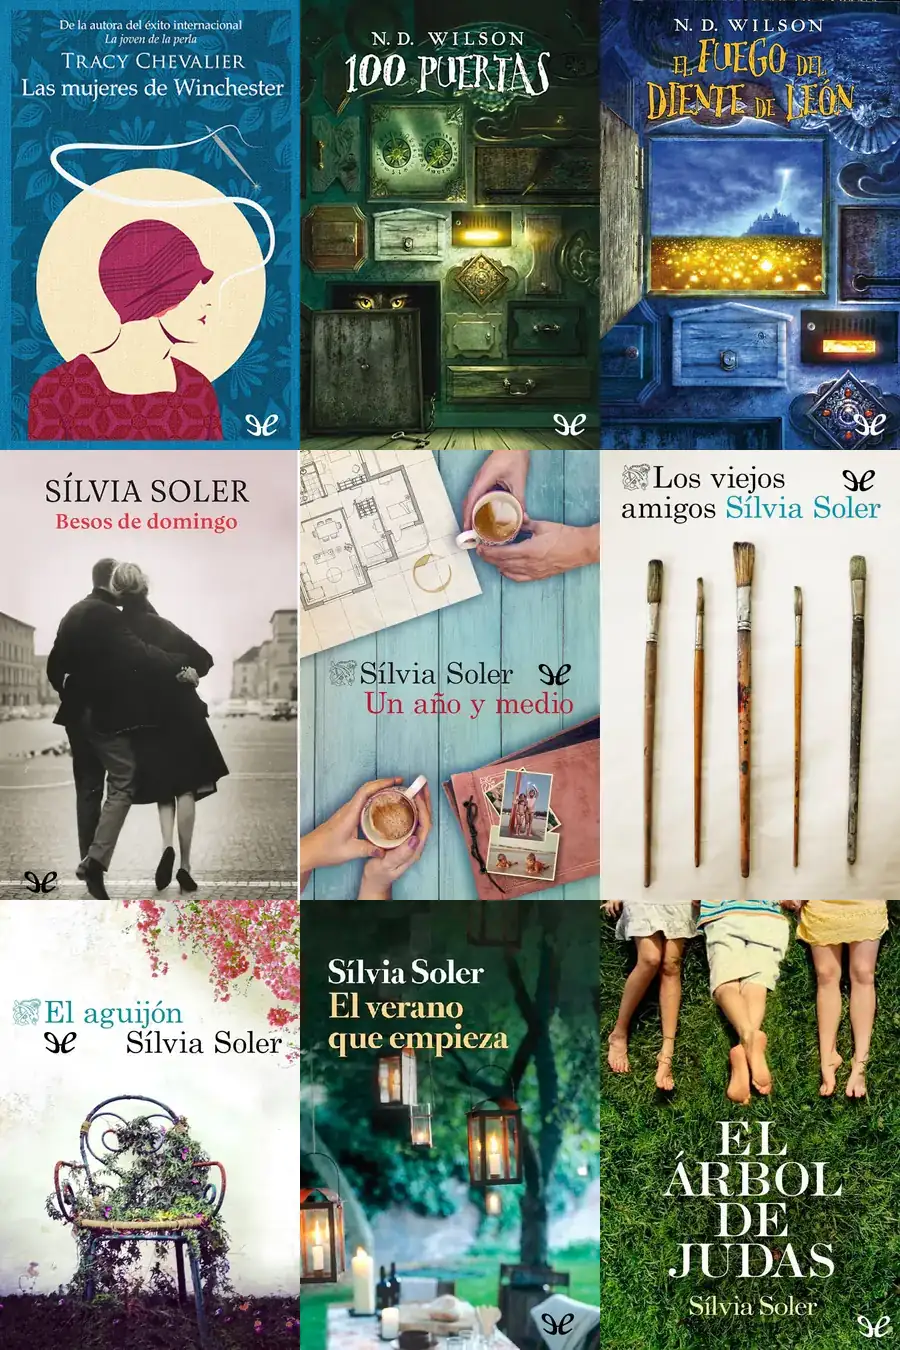 De la autora del éxito internacional
La joven de la perla
TRACY CHEVALIER
Las mujeres de Winchester
N. D. WILSON
100 PUERTAS
N. D. WILSON
EL FUEGO DEL
DIENTE DE LEÓN
SÍLVIA SOLER
Besos de domingo
Sílvia Soler
Un año y medio
Los viejos
amigos Sílvia Soler
El aguijón
Sílvia Soler
Sílvia Soler
El verano
que empieza
EL
ÁRBOL
DE
JUDAS
Sílvia Soler